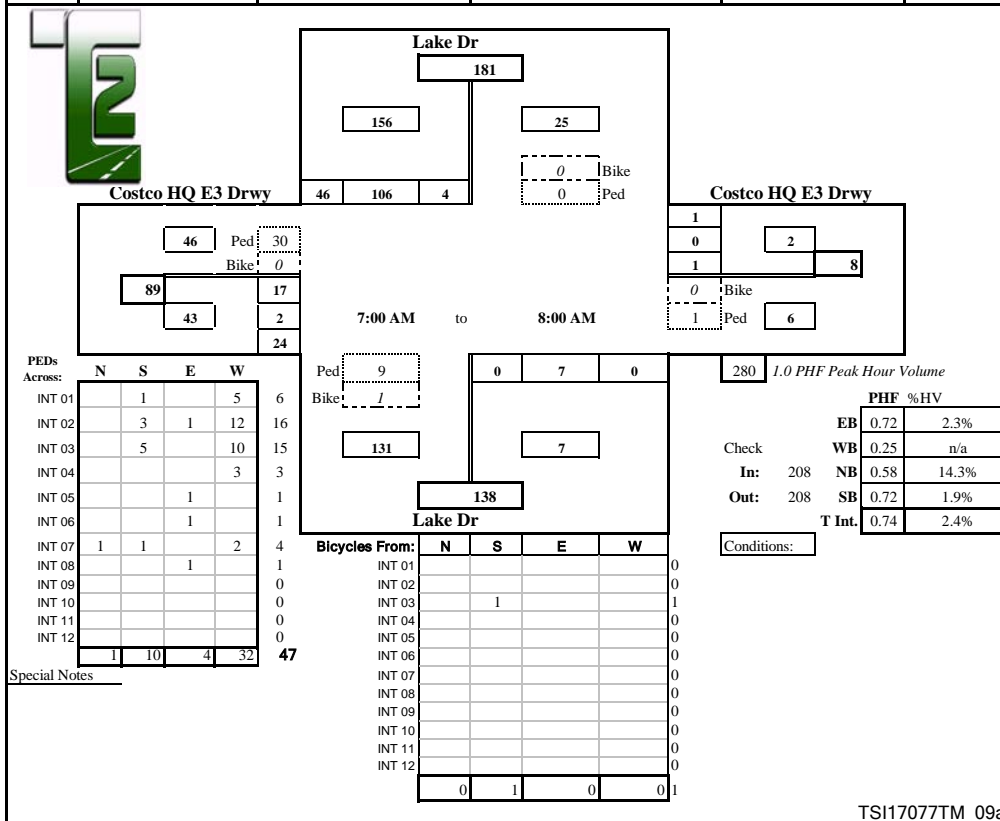 T2
Lake Dr
181
156 25
0 Bike
Costco HQ E3 Drwy 46 106 4 0 Ped Costco HQ E3 Drwy
1
46 Ped 30 0 2
Bike 0 1 8
89 17 0 Bike
43 2 7:00 AM to 8:00 AM 1 Ped 6
24
PEDs Across: N S E W Ped 9 0 7 0 280 1.0 PHF Peak Hour Volume
INT 01 1 5 6 Bike 1 PHF %HV
INT 02 3 1 12 16 EB 0.72 2.3%
INT 03 5 10 15 131 7 Check WB 0.25 n/a
INT 04 3 3 In: 208 NB 0.58 14.3%
INT 05 1 1 138 Out: 208 SB 0.72 1.9%
INT 06 1 1 Lake Dr T Int. 0.74 2.4%
INT 07 1 1 2 4 Bicycles From: N S E W Conditions:
INT 08 1 1 INT 01 0
INT 09 0 INT 02 0
INT 10 0 INT 03 1 1
INT 11 0 INT 04 0
INT 12 0 INT 05 0
1 10 4 32 47 INT 06 0
Special Notes INT 07 0
INT 08 0
INT 09 0
INT 10 0
INT 11 0
INT 12 0
0 1 0 0 1
TSI17077TM_09a